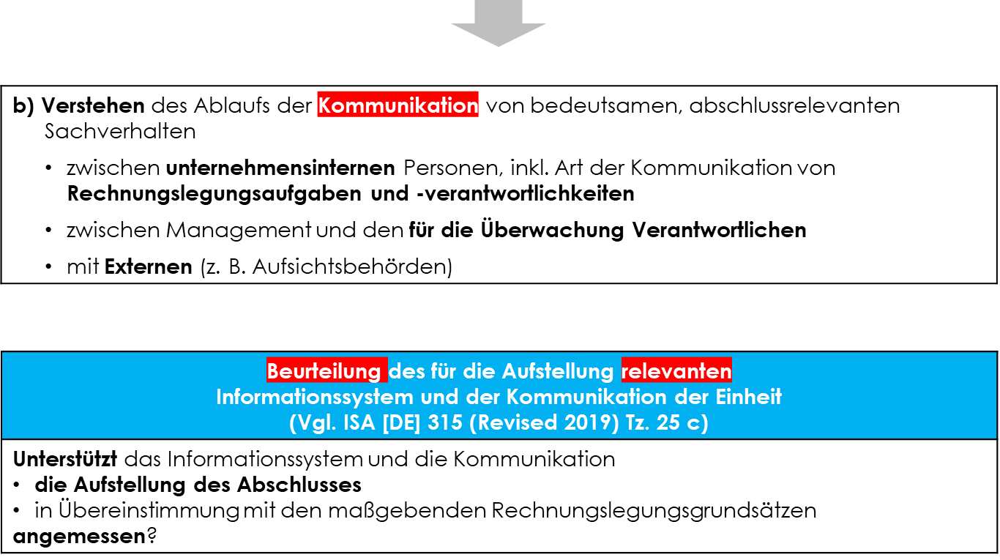 b) Verstehen des Ablaufs der Kommunikation von bedeutsamen, abschlussrelevanten
Sachverhalten
• zwischen unternehmensinternen Personen, inkl. Art der Kommunikation von
Rechnungslegungsaufgaben und -verantwortlichkeiten
• zwischen Management und den für die Überwachung Verantwortlichen
• mit Externen (z. B. Aufsichtsbehörden)
Beurteilung des für die Aufstellung relevanten
Informationssystem und der Kommunikation der Einheit
(Vgl. ISA [DE] 315 (Revised 2019) Tz. 25 c)
Unterstützt das Informationssystem und die Kommunikation
• die Aufstellung des Abschlusses
• in Übereinstimmung mit den maßgebenden Rechnungslegungsgrundsätzen
angemessen?